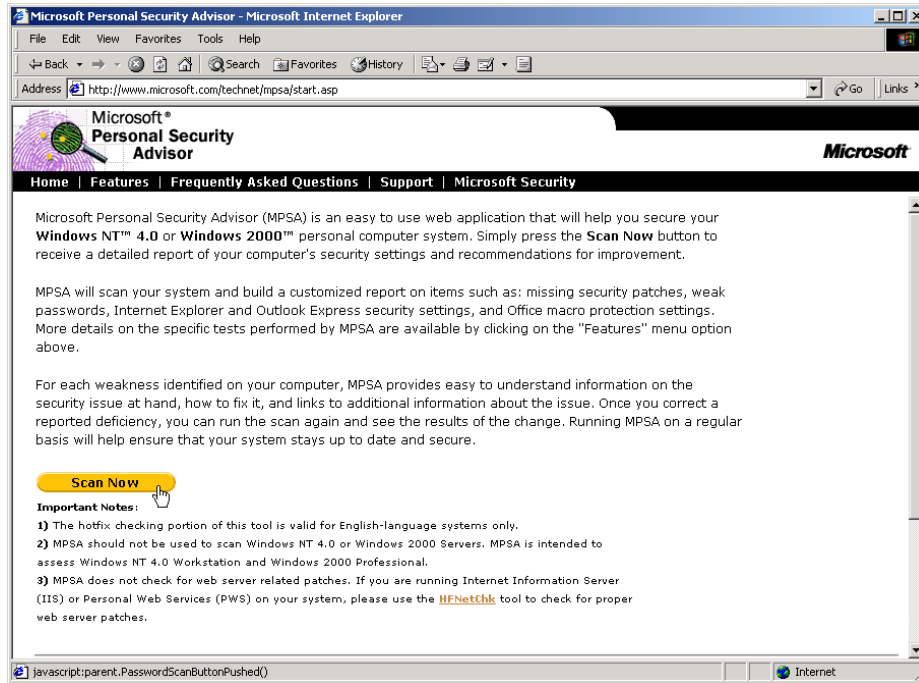 Microsoft Personal Security Advisor - Microsoft Internet Explorer
File Edit View Favorites Tools Help
Back Search Favorites History
Address http://www.microsoft.com/technet/mpsa/start.asp Go Links »
Microsoft®
Personal Security
Advisor
Microsoft
Home | Features | Frequently Asked Questions | Support | Microsoft Security
Microsoft Personal Security Advisor (MPSA) is an easy to use web application that will help you secure your
Windows NT™ 4.0 or Windows 2000™ personal computer system. Simply press the Scan Now button to
receive a detailed report of your computer's security settings and recommendations for improvement.
MPSA will scan your system and build a customized report on items such as: missing security patches, weak
passwords, Internet Explorer and Outlook Express security settings, and Office macro protection settings.
More details on the specific tests performed by MPSA are available by clicking on the "Features" menu option
above.
For each weakness identified on your computer, MPSA provides easy to understand information on the
security issue at hand, how to fix it, and links to additional information about the issue. Once you correct a
reported deficiency, you can run the scan again and see the results of the change. Running MPSA on a regular
basis will help ensure that your system stays up to date and secure.
Scan Now
Important Notes:
1) The hotfix checking portion of this tool is valid for English-language systems only.
2) MPSA should not be used to scan Windows NT 4.0 or Windows 2000 Servers. MPSA is intended to
assess Windows NT 4.0 Workstation and Windows 2000 Professional.
3) MPSA does not check for web server related patches. If you are running Internet Information Server
(IIS) or Personal Web Services (PWS) on your system, please use the HFNetChk tool to check for proper
web server patches.
javascript:parent.PasswordScanButtonPushed() Internet